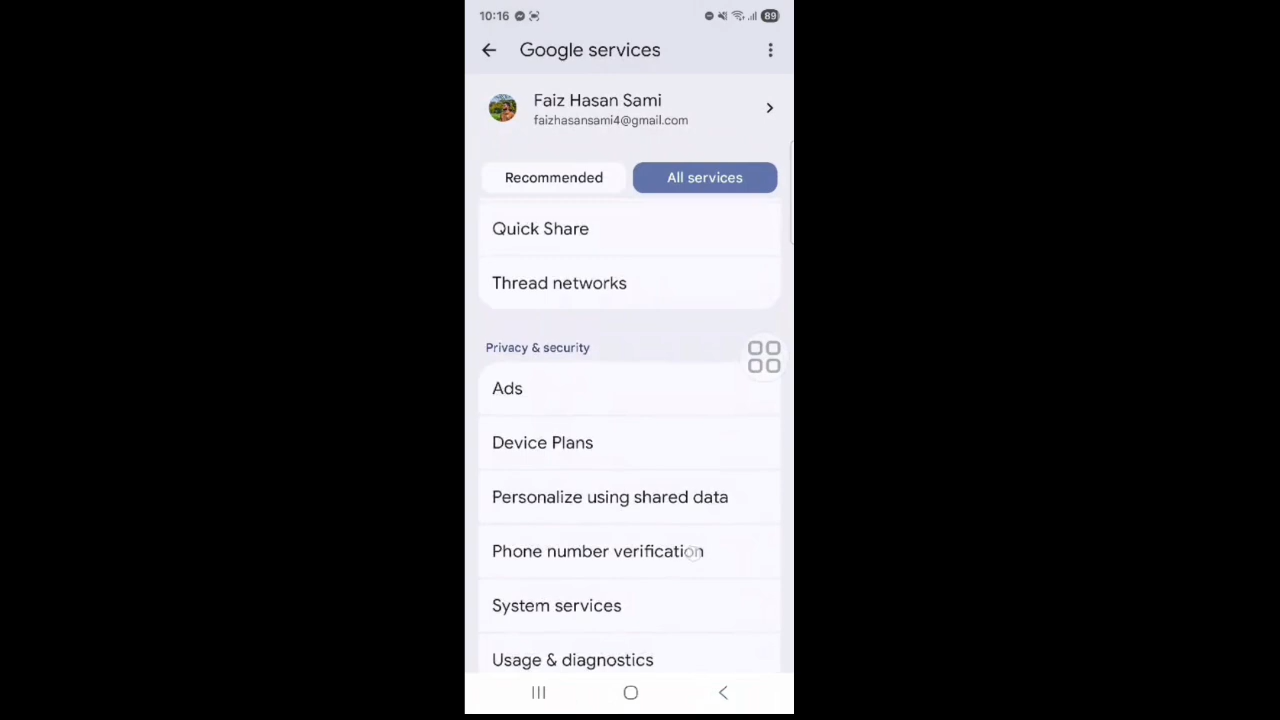 10:16
89
Google services
Faiz Hasan Sami
faizhasansami4@gmail.com
Recommended
All services
Quick Share
Thread networks
Privacy & security
Ads
Device Plans
Personalize using shared data
Phone number verification
System services
Usage & diagnostics